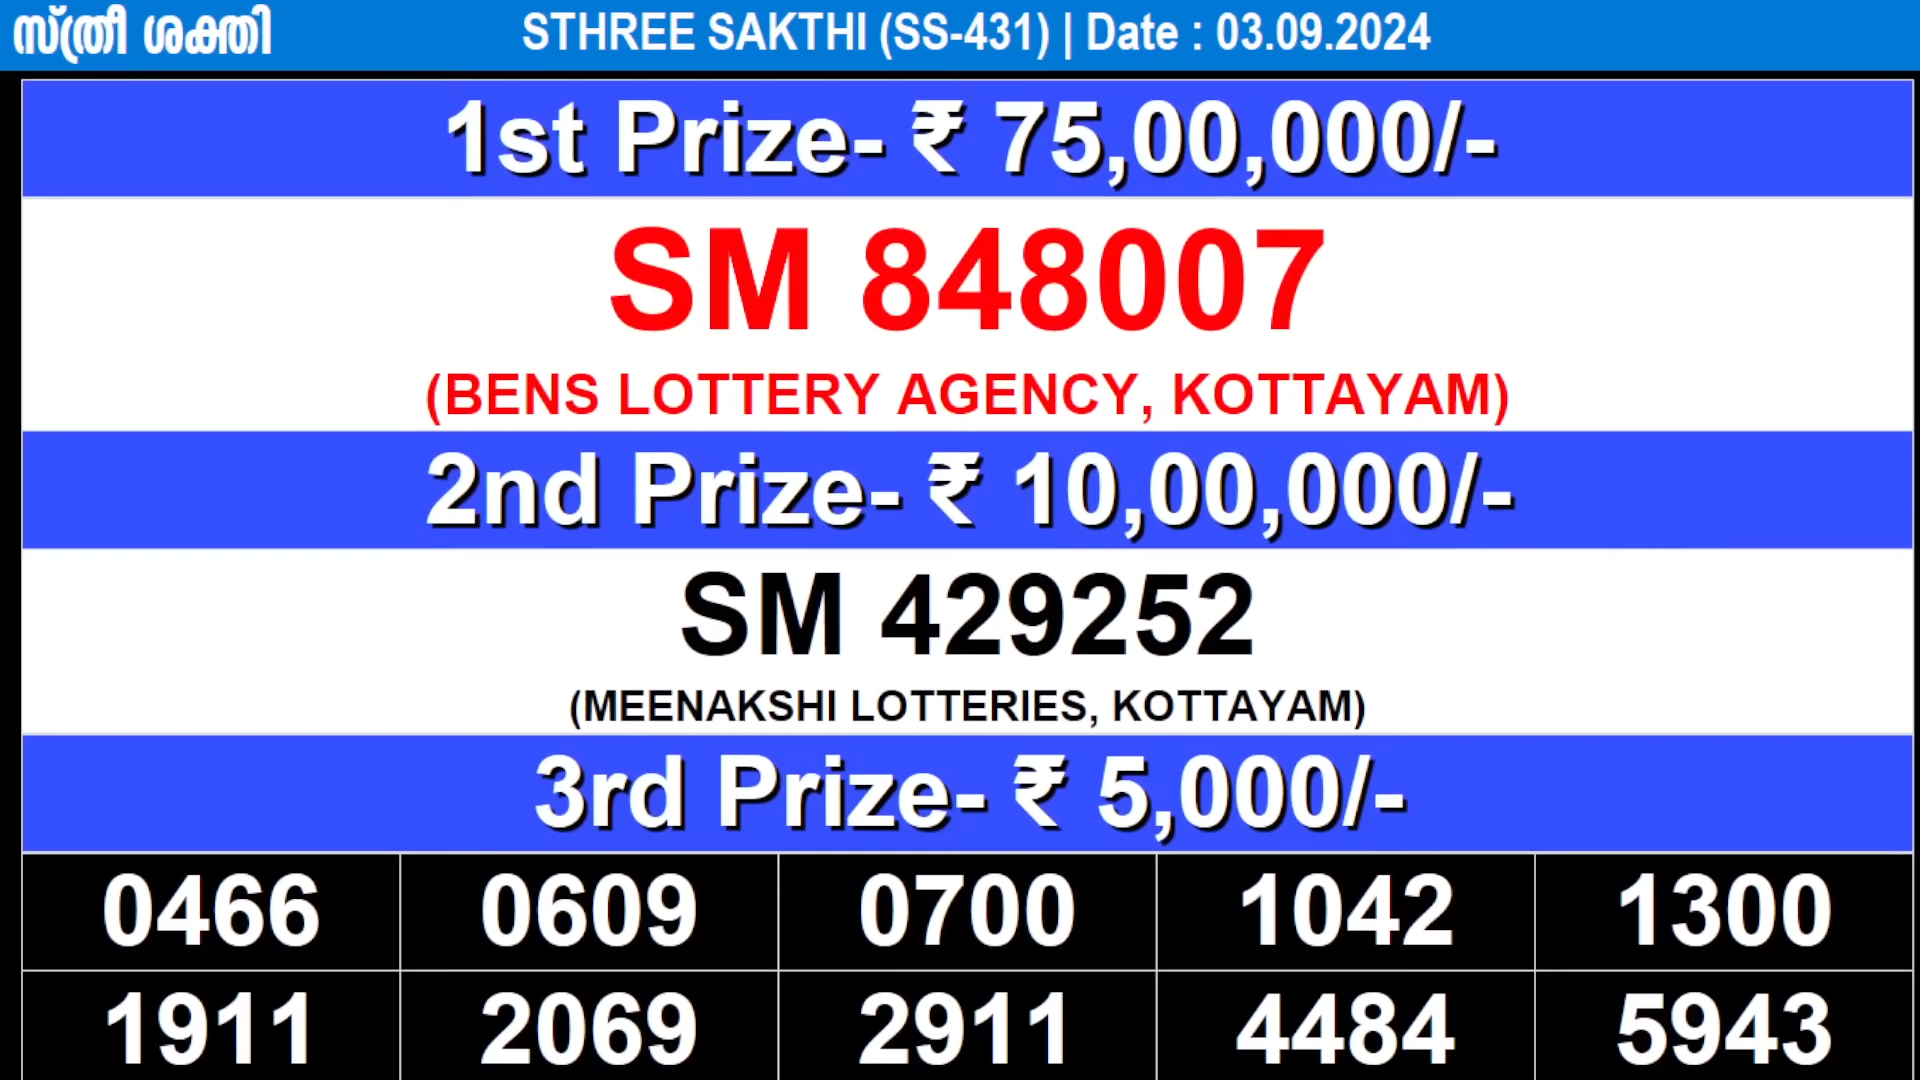 സ്ത്രീ ശക്തി STHREE SAKTHI (SS-431) | Date : 03.09.2024
1st Prize- ₹ 75,00,000/-
SM 848007
(BENS LOTTERY AGENCY, KOTTAYAM)
2nd Prize- ₹ 10,00,000/-
SM 429252
(MEENAKSHI LOTTERIES, KOTTAYAM)
3rd Prize- ₹ 5,000/-
0466 0609 0700 1042 1300
1911 2069 2911 4484 5943